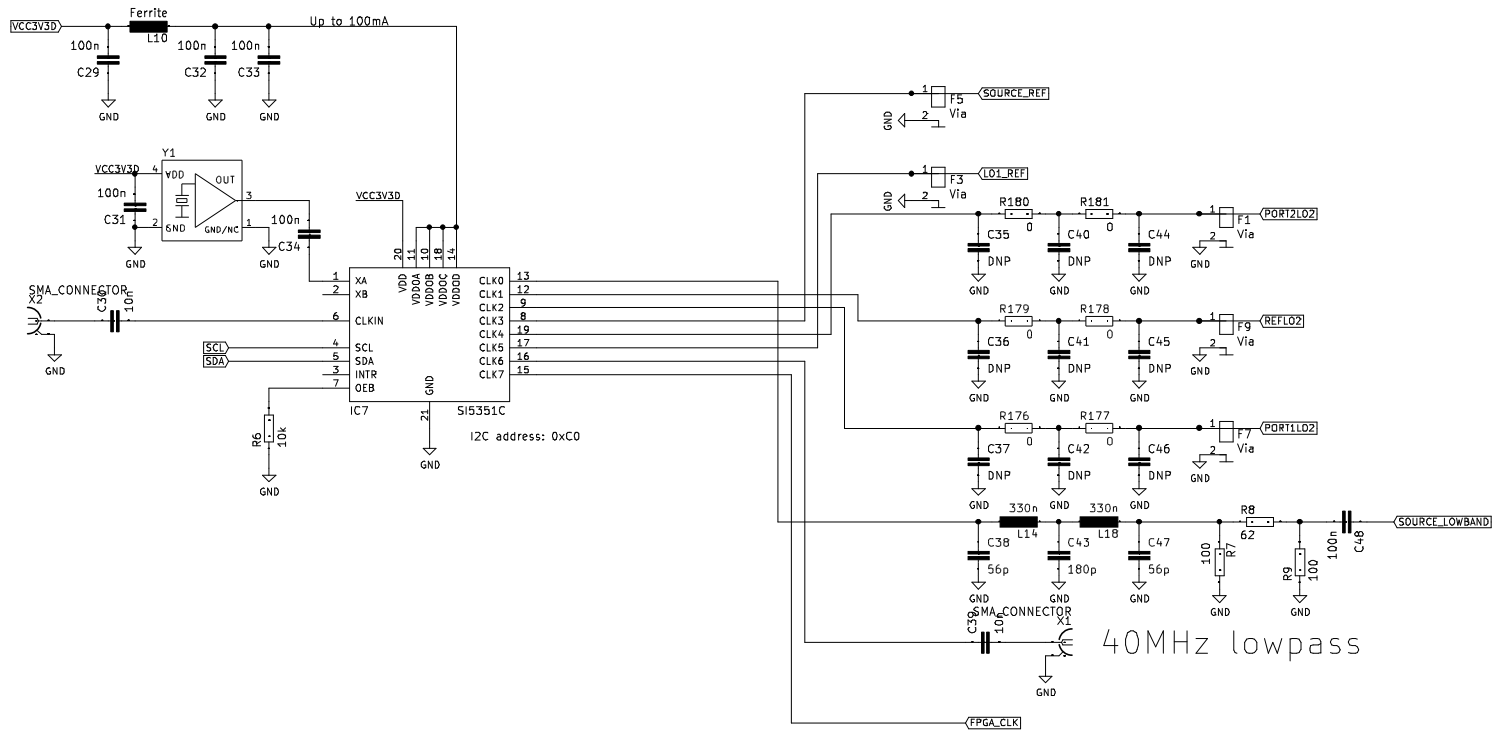 VCC3V3D
Ferrite
L10
Up to 100mA
100n
C29
GND
100n
C32
GND
100n
C33
GND
Y1
VCC3V3D
4
VDD
OUT
3
2
GND
GND/NC
1
100n
C31
GND
GND
100n
C34
VCC3V3D
20
11
10
18
14
VDD
VDDOA
VDDOB
VDDOC
VDDOD
1
XA
2
XB
6
CLKIN
4
SCL
5
SDA
3
INTR
7
OEB
CLK0
13
CLK1
12
CLK2
9
CLK3
8
CLK4
19
CLK5
17
CLK6
16
CLK7
15
GND
21
IC7
SI5351C
GND
I2C address: 0xC0
SMA_CONNECTOR
X2
C30
10n
GND
SCL
SDA
R6
10k
GND
1
F5
Via
SOURCE_REF
GND
2
1
F3
Via
LO1_REF
GND
2
R180
0
R181
0
1
F1
Via
PORT2LO2
2
GND
C35
DNP
GND
C40
DNP
GND
C44
DNP
GND
R179
0
R178
0
1
F9
Via
REFLO2
2
GND
C36
DNP
GND
C41
DNP
GND
C45
DNP
GND
R176
0
R177
0
1
F7
Via
PORT1LO2
2
GND
C37
DNP
GND
C42
DNP
GND
C46
DNP
GND
330n
L14
330n
L18
R8
62
SOURCE_LOWBAND
C38
56p
GND
C43
180p
GND
C47
56p
GND
100
R7
GND
R9
100
GND
100n
C48
SMA_CONNECTOR
X1
C39
10n
GND
40MHz lowpass
FPGA_CLK